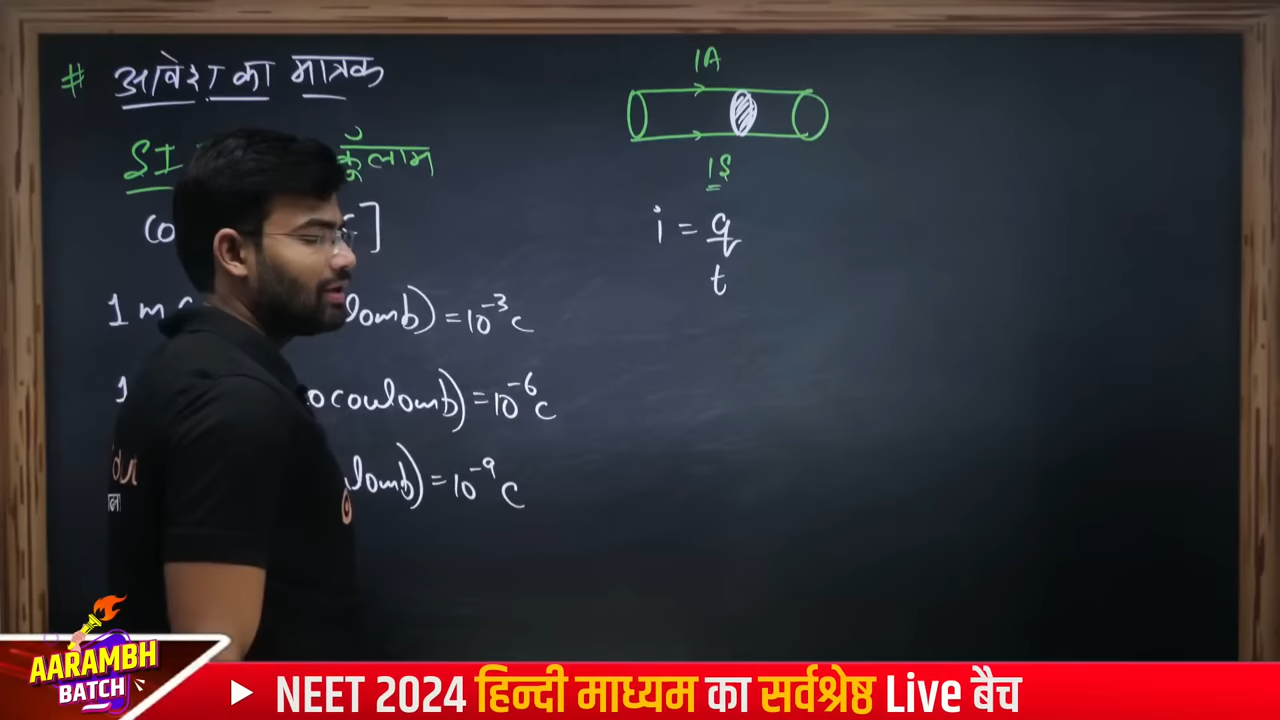 # आवेश का मात्रक
SI
कूलाम
1 m
lomb) = 10⁻³ C
1
ocoulomb) = 10⁻⁶ C
lomb) = 10⁻⁹ C
1A
1S
i = q
t
AARAMBH
BATCH
NEET 2024 हिन्दी माध्यम का सर्वश्रेष्ठ Live बैच